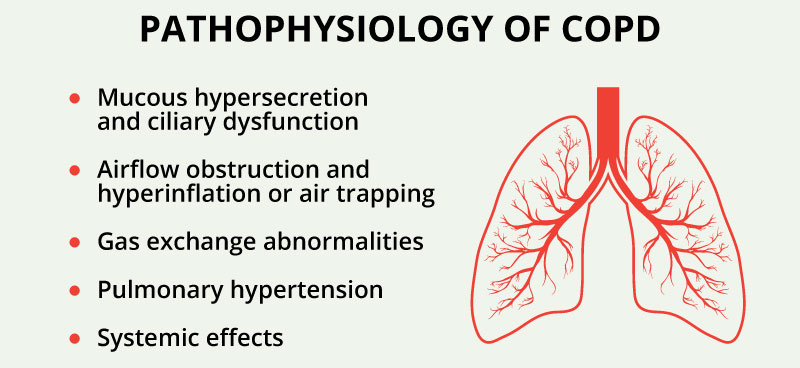 PATHOPHYSIOLOGY OF COPD
• Mucous hypersecretion
and ciliary dysfunction
• Airflow obstruction and
hyperinflation or air trapping
• Gas exchange abnormalities
• Pulmonary hypertension
• Systemic effects